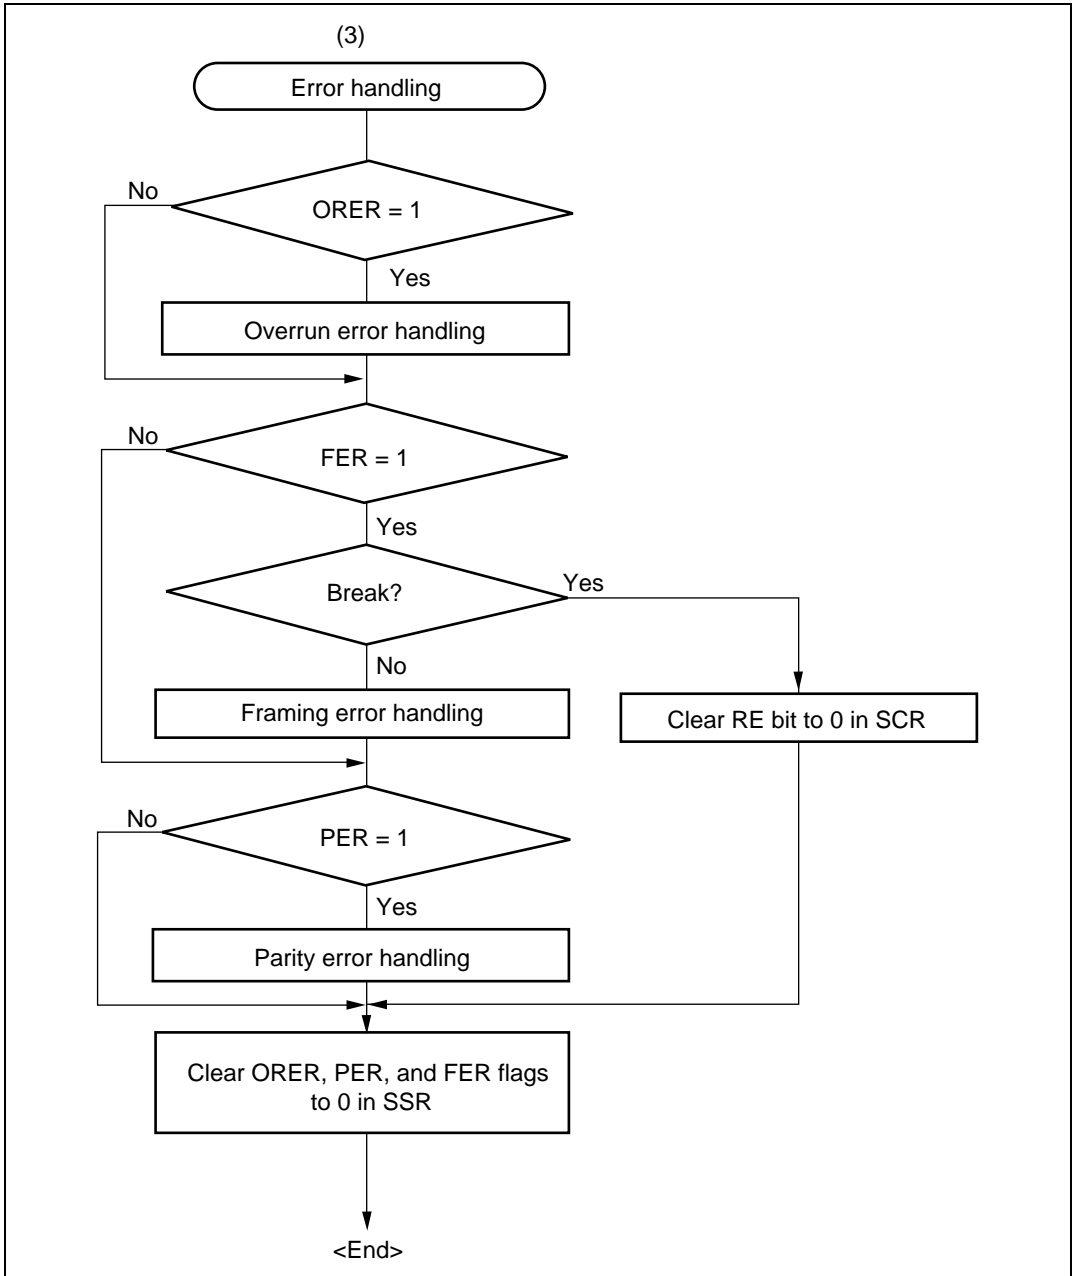 (3)
Error handling
No
ORER = 1
Yes
Overrun error handling
No
FER = 1
Yes
Break?
Yes
No
Framing error handling
Clear RE bit to 0 in SCR
No
PER = 1
Yes
Parity error handling
Clear ORER, PER, and FER flags
to 0 in SSR
<End>